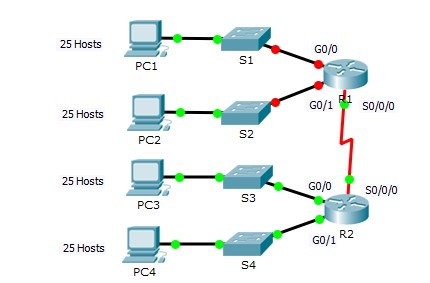 25 Hosts
PC1
S1
G0/0
R1
25 Hosts
PC2
S2
G0/1
S0/0/0
25 Hosts
PC3
S3
G0/0
S0/0/0
R2
25 Hosts
PC4
S4
G0/1